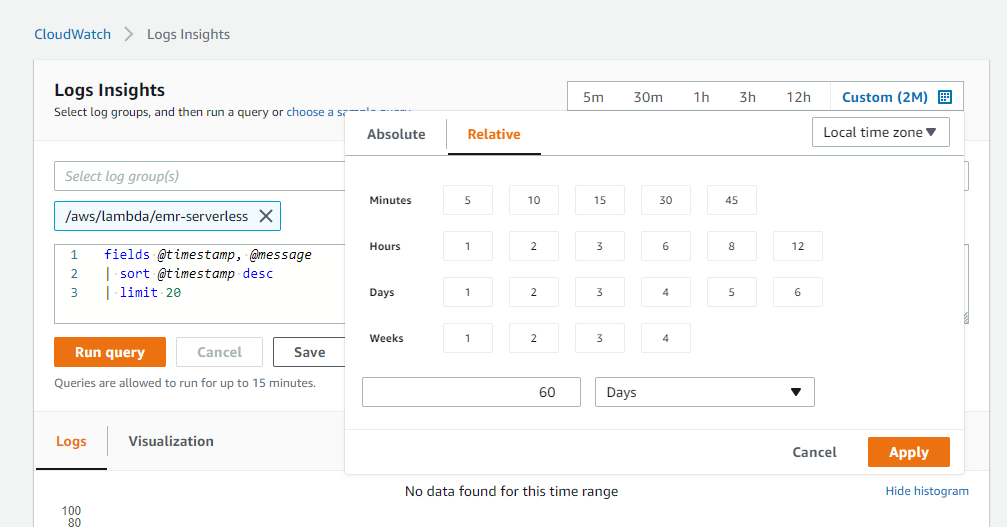 CloudWatch > Logs Insights
Logs Insights
Select log groups, and then run a query or choose a sample query
5m 30m 1h 3h 12h Custom (2M)
Absolute Relative Local time zone
Select log group(s)
/aws/lambda/emr-serverless
Minutes 5 10 15 30 45
Hours 1 2 3 6 8 12
Days 1 2 3 4 5 6
Weeks 1 2 3 4
1 fields @timestamp, @message
2 | sort @timestamp desc
3 | limit 20
60 Days
Run query Cancel Save
Queries are allowed to run for up to 15 minutes.
Cancel Apply
Logs Visualization
No data found for this time range
Hide histogram
100
80